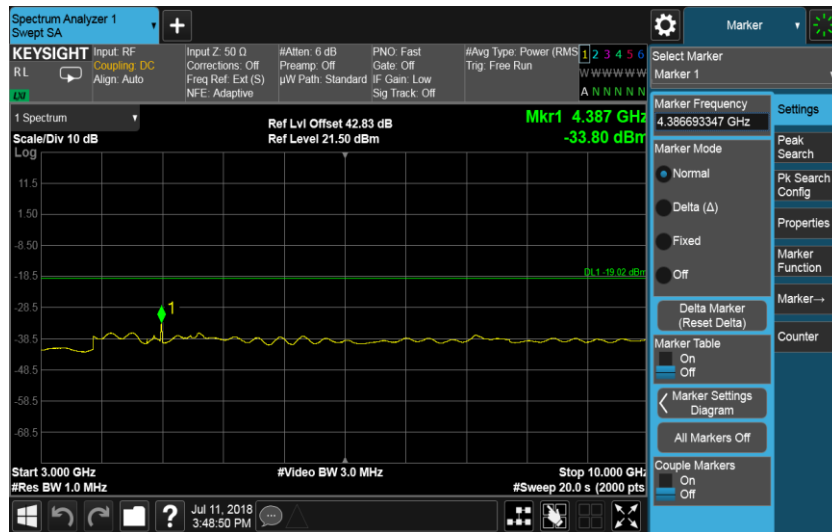 Spectrum Analyzer 1
Swept SA
Marker
KEYSIGHT
RL
LXI
Input: RF
Coupling: DC
Align: Auto
Input Z: 50 Ω
Corrections: Off
Freq Ref: Ext (S)
NFE: Adaptive
#Atten: 6 dB
Preamp: Off
µW Path: Standard
PNO: Fast
Gate: Off
IF Gain: Low
Sig Track: Off
#Avg Type: Power (RMS
Trig: Free Run
1 2 3 4 5 6
W W W W W W
A N N N N N
Select Marker
Marker 1
1 Spectrum
Scale/Div 10 dB
Log
Ref Lvl Offset 42.83 dB
Ref Level 21.50 dBm
Mkr1 4.387 GHz
-33.80 dBm
11.5
1.50
-8.50
-18.5
-28.5
-38.5
-48.5
-58.5
-68.5
DL1 -19.02 dBm
1
Start 3.000 GHz
#Res BW 1.0 MHz
#Video BW 3.0 MHz
Stop 10.000 GHz
#Sweep 20.0 s (2000 pts
Marker Frequency
4.386693347 GHz
Marker Mode
Normal
Delta (Δ)
Fixed
Off
Delta Marker
(Reset Delta)
Marker Table
On
Off
Marker Settings
Diagram
All Markers Off
Couple Markers
On
Off
Settings
Peak
Search
Pk Search
Config
Properties
Marker
Function
Marker→
Counter
?
Jul 11, 2018
3:48:50 PM